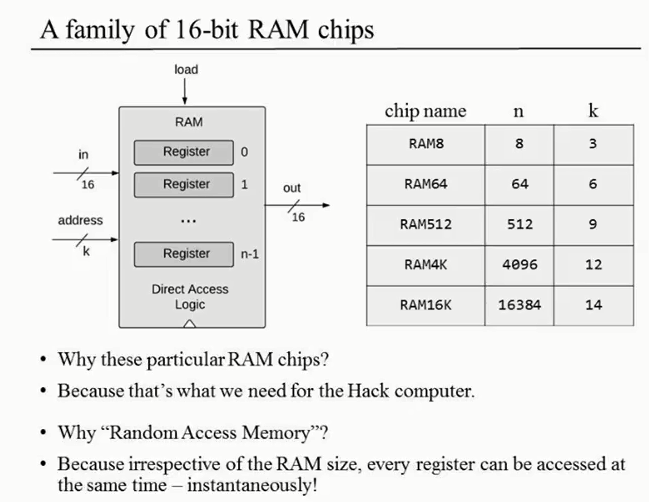 A family of 16-bit RAM chips
load
RAM
in
16
address
k
Register 0
Register 1
...
Register n-1
Direct Access
Logic
out
16
chip name n k
RAM8 8 3
RAM64 64 6
RAM512 512 9
RAM4K 4096 12
RAM16K 16384 14
• Why these particular RAM chips?
• Because that's what we need for the Hack computer.
• Why “Random Access Memory”?
• Because irrespective of the RAM size, every register can be accessed at
the same time – instantaneously!